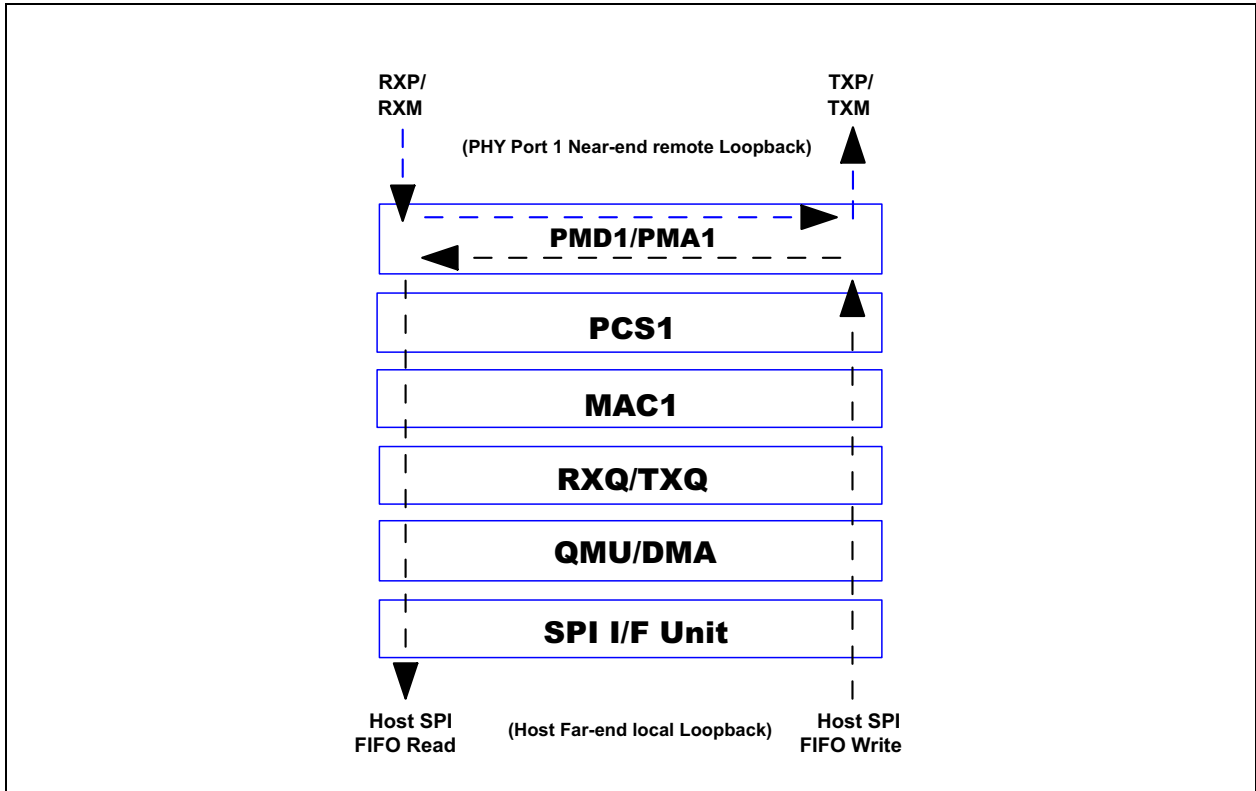 RXP/
RXM
TXP/
TXM
(PHY Port 1 Near-end remote Loopback)
PMD1/PMA1
PCS1
MAC1
RXQ/TXQ
QMU/DMA
SPI I/F Unit
Host SPI
FIFO Read
(Host Far-end local Loopback)
Host SPI
FIFO Write